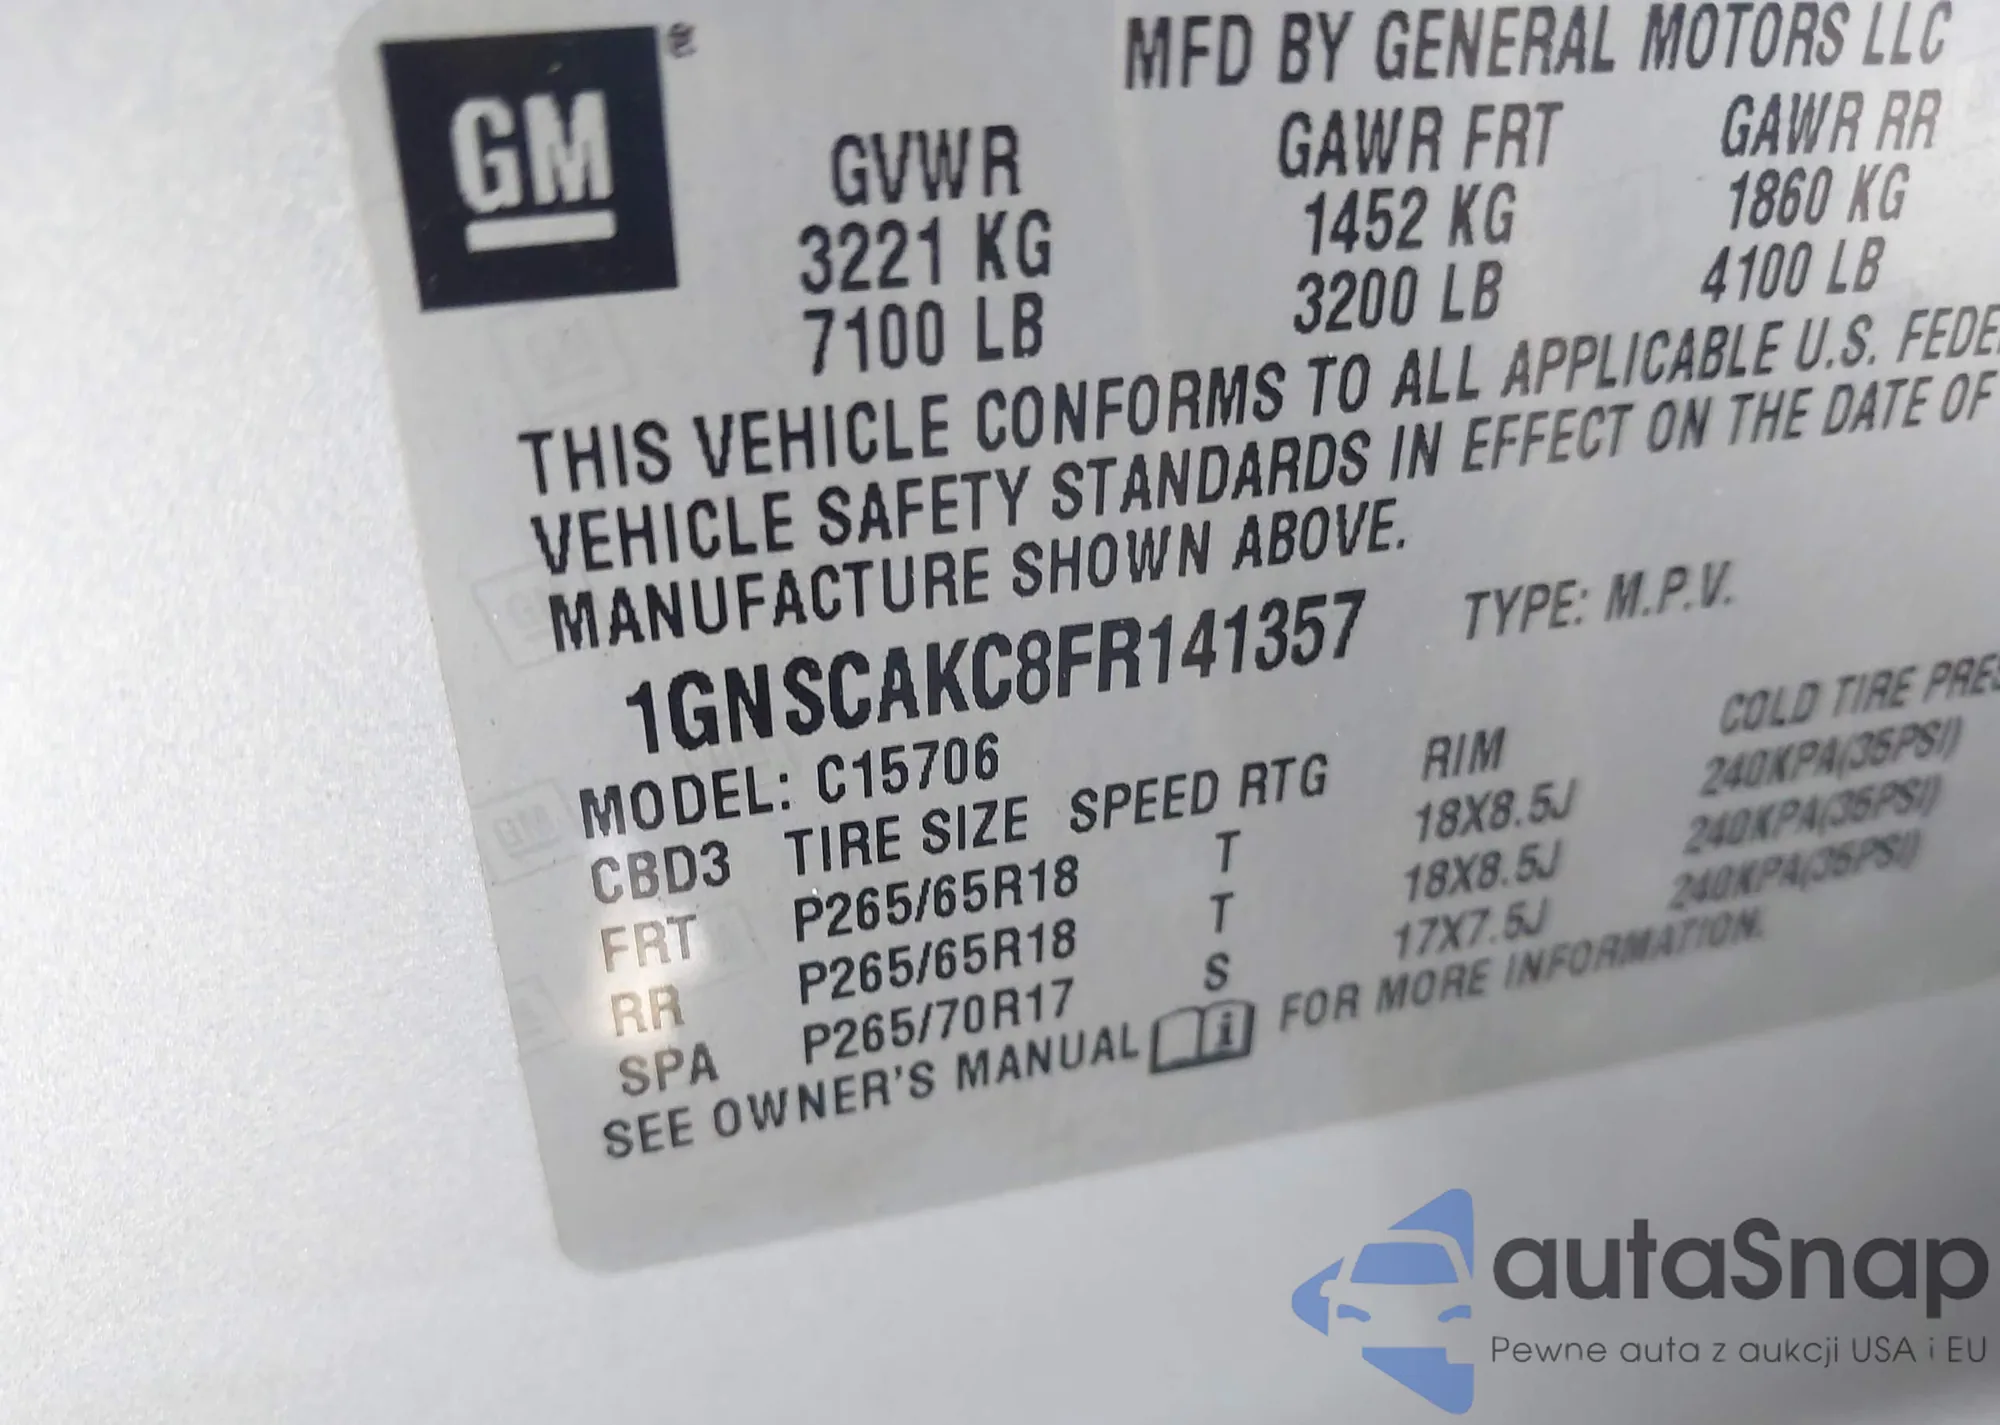 GM®
MFD BY GENERAL MOTORS LLC
GVWR GAWR FRT GAWR RR
3221 KG 1452 KG 1860 KG
7100 LB 3200 LB 4100 LB
THIS VEHICLE CONFORMS TO ALL APPLICABLE U.S. FEDE
VEHICLE SAFETY STANDARDS IN EFFECT ON THE DATE OF
MANUFACTURE SHOWN ABOVE.
1GNSCAKC8FR141357 TYPE: M.P.V.
MODEL: C15706
CBD3 TIRE SIZE SPEED RTG RIM COLD TIRE PRES
FRT P265/65R18 T 18X8.5J 240KPA(35PSI)
RR P265/65R18 T 18X8.5J 240KPA(35PSI)
SPA P265/70R17 S 17X7.5J 240KPA(35PSI)
SEE OWNER'S MANUAL i FOR MORE INFORMATION.
autaSnap
Pewne auta z aukcji USA i EU